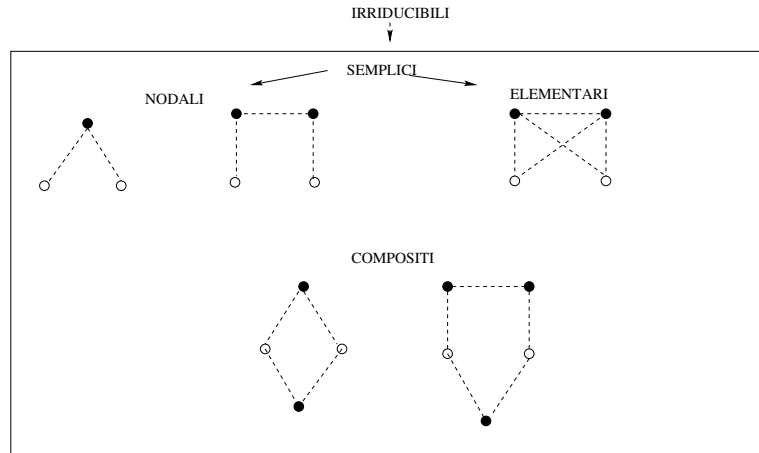 IRRIDUCIBILI
SEMPLICI
NODALI
ELEMENTARI
COMPOSITI